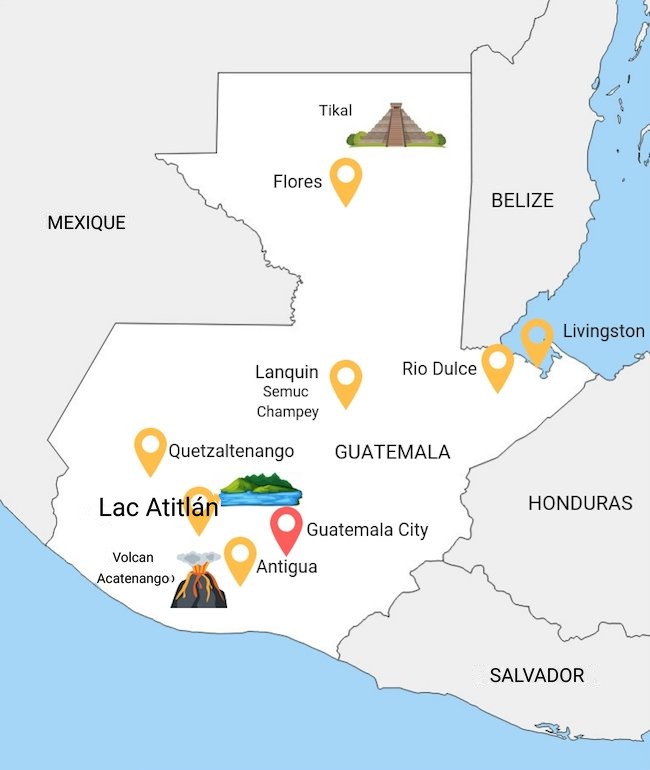 Tikal
Flores
BELIZE
MEXIQUE
Livingston
Rio Dulce
Lanquin
Semuc
Champey
Quetzaltenango
GUATEMALA
Lac Atitlán
HONDURAS
Guatemala City
Volcan
Acatenango
Antigua
SALVADOR